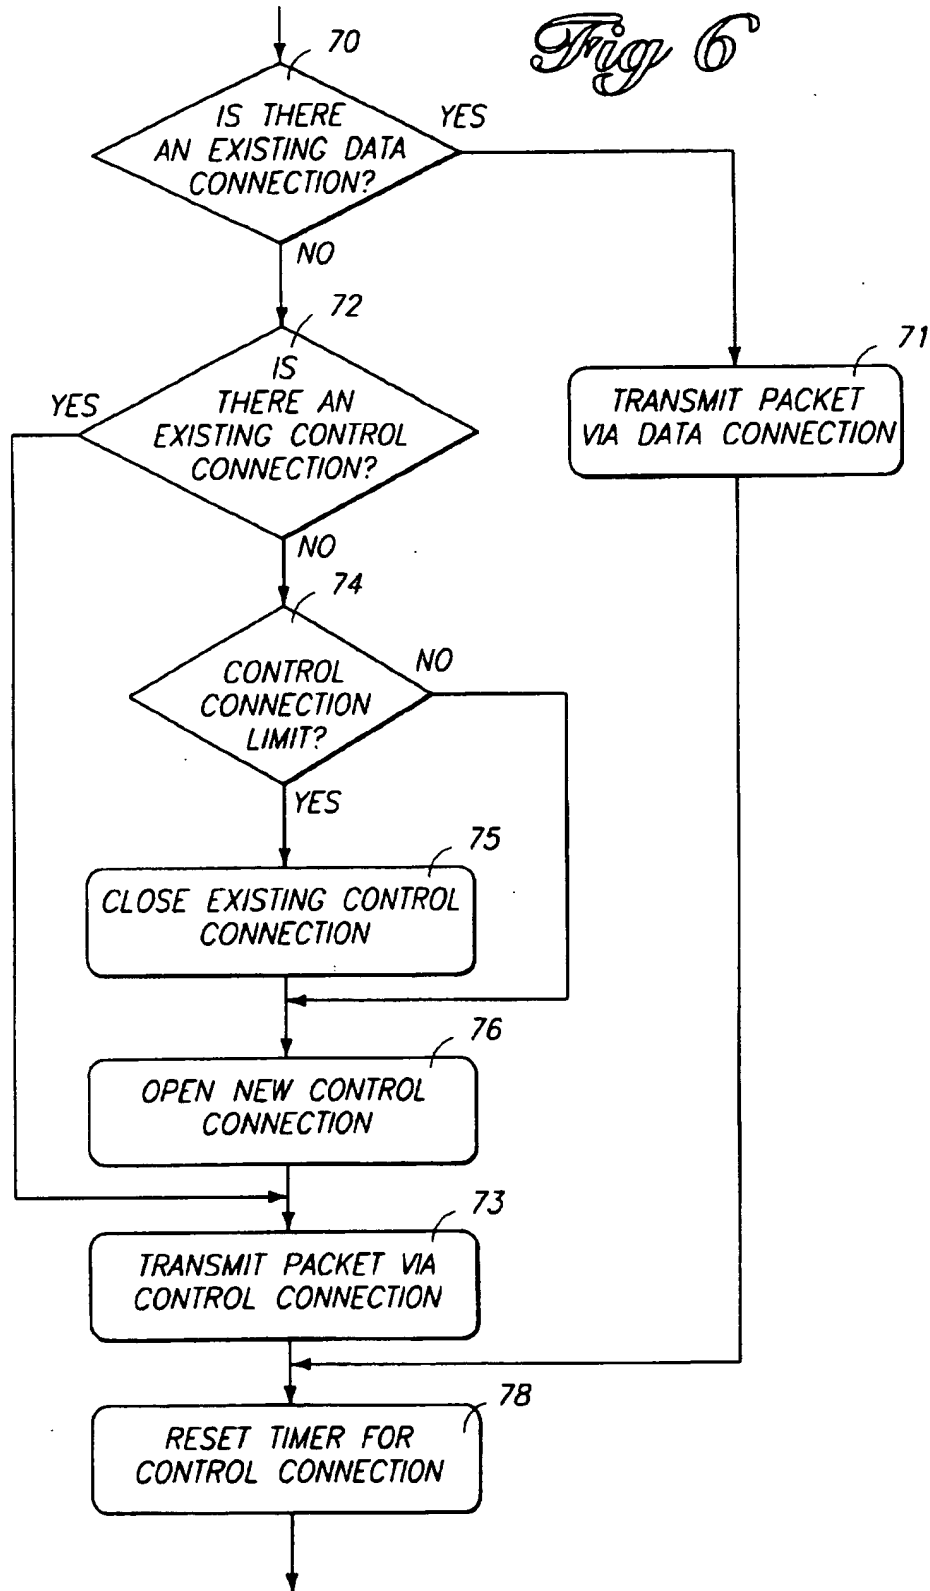 Fig 6
70
IS THERE
AN EXISTING DATA
CONNECTION?
YES
NO
72
IS
THERE AN
EXISTING CONTROL
CONNECTION?
YES
NO
71
TRANSMIT PACKET
VIA DATA CONNECTION
74
CONTROL
CONNECTION
LIMIT?
NO
YES
75
CLOSE EXISTING CONTROL
CONNECTION
76
OPEN NEW CONTROL
CONNECTION
73
TRANSMIT PACKET VIA
CONTROL CONNECTION
78
RESET TIMER FOR
CONTROL CONNECTION